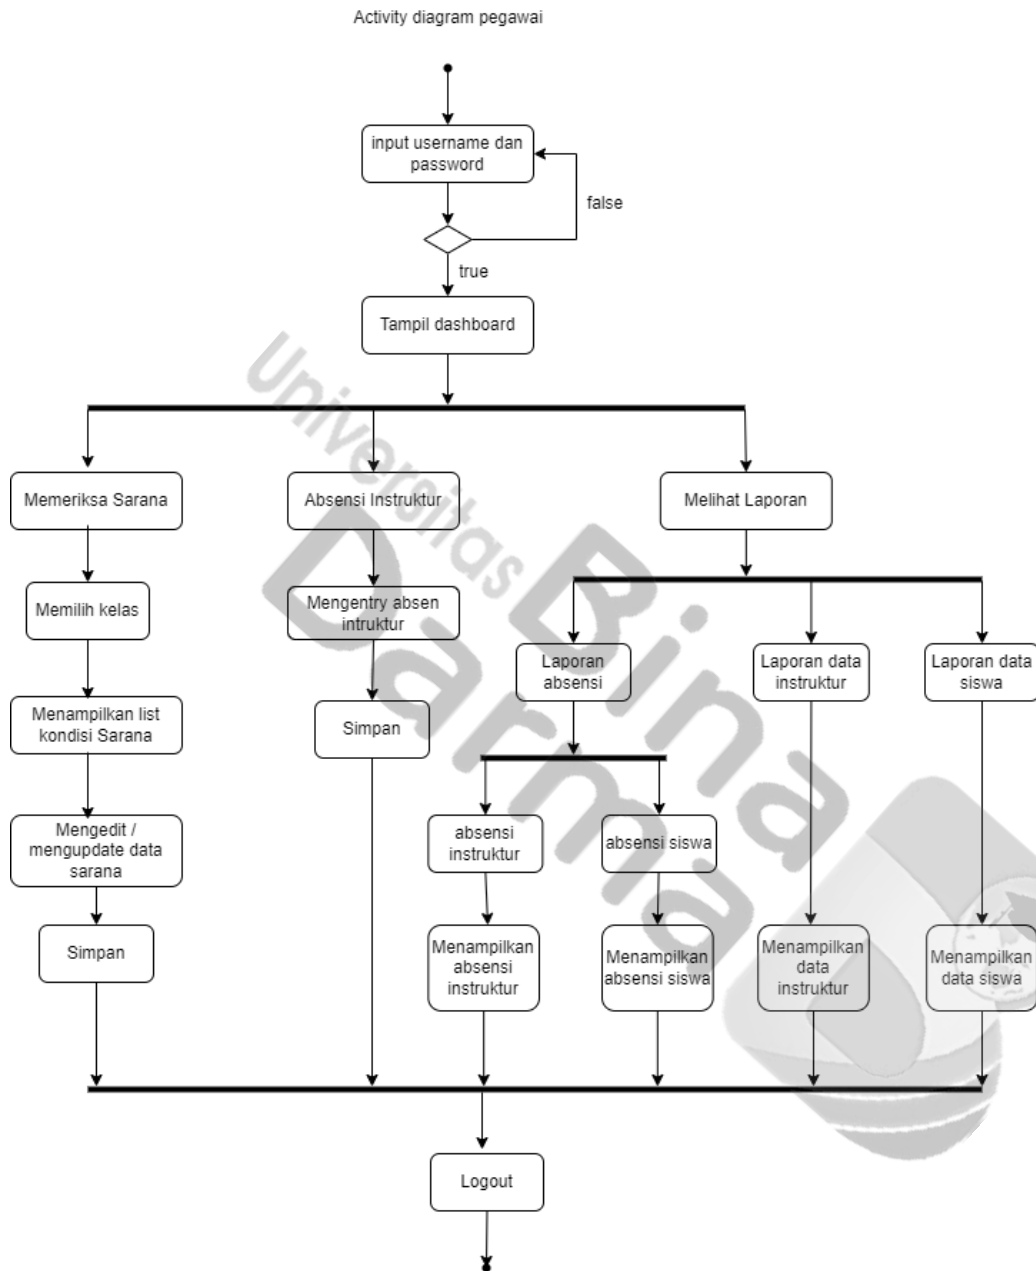 Activity diagram pegawai
input username dan
password
false
true
Tampil dashboard
Universitas
Bina
Darma
Memeriksa Sarana
Absensi Instruktur
Melihat Laporan
Memilih kelas
Mengentry absen
intruktur
Laporan
absensi
Laporan data
instruktur
Laporan data
siswa
Menampilkan list
kondisi Sarana
Simpan
Mengedit /
mengupdate data
sarana
absensi
instruktur
absensi siswa
Simpan
Menampilkan
absensi
instruktur
Menampilkan
absensi siswa
Menampilkan
data
instruktur
Menampilkan
data siswa
Logout